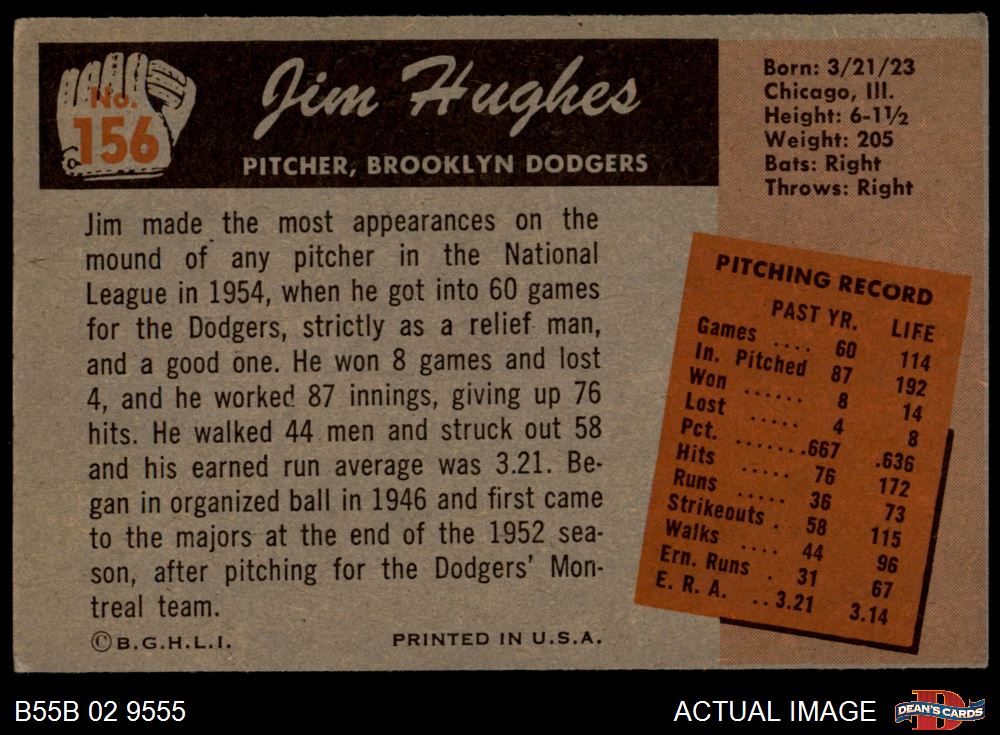 No.
156
Jim Hughes
PITCHER, BROOKLYN DODGERS
Born: 3/21/23
Chicago, Ill.
Height: 6-1½
Weight: 205
Bats: Right
Throws: Right
Jim made the most appearances on the
mound of any pitcher in the National
League in 1954, when he got into 60 games
for the Dodgers, strictly as a relief man,
and a good one. He won 8 games and lost
4, and he worked 87 innings, giving up 76
hits. He walked 44 men and struck out 58
and his earned run average was 3.21. Be-
gan in organized ball in 1946 and first came
to the majors at the end of the 1952 sea-
son, after pitching for the Dodgers' Mon-
treal team.
©B.G.H.L.I. PRINTED IN U.S.A.
PITCHING RECORD
PAST YR. LIFE
Games .... 60 114
In. Pitched 87 192
Won ...... 8 14
Lost ..... 4 8
Pct. .......667 .636
Hits ..... 76 172
Runs ..... 36 73
Strikeouts . 58 115
Walks .... 44 96
Ern. Runs . 31 67
E. R. A. ..3.21 3.14
B55B 02 9555 ACTUAL IMAGE DEAN'S CARDS